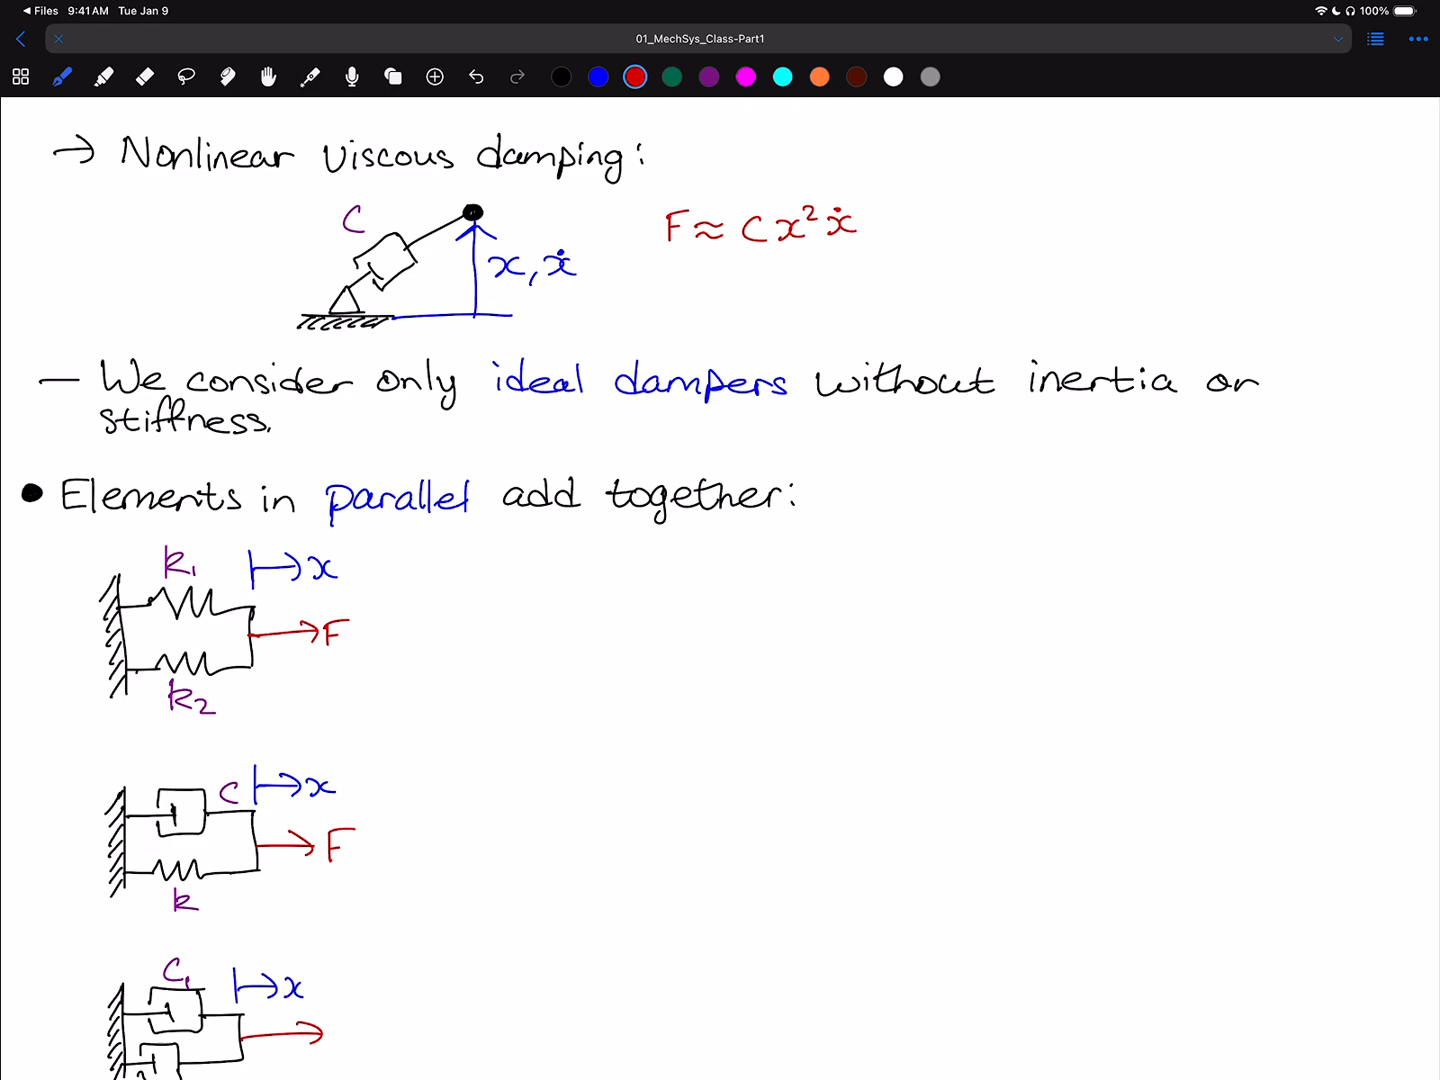 Files 9:41 AM Tue Jan 9 100%
01_MechSys_Class-Part1
→ Nonlinear viscous damping:
C
F ≈ C x² ẋ
x, ẋ
— We consider only ideal dampers without inertia or
stiffness.
● Elements in parallel add together:
k₁ x
F
k₂
C x
F
k
C₁ x